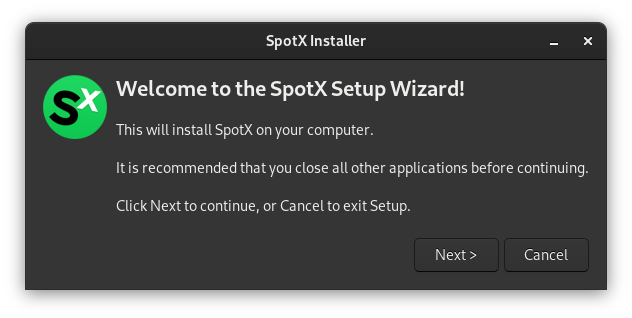 SpotX Installer
SX
Welcome to the SpotX Setup Wizard!
This will install SpotX on your computer.
It is recommended that you close all other applications before continuing.
Click Next to continue, or Cancel to exit Setup.
Next >
Cancel